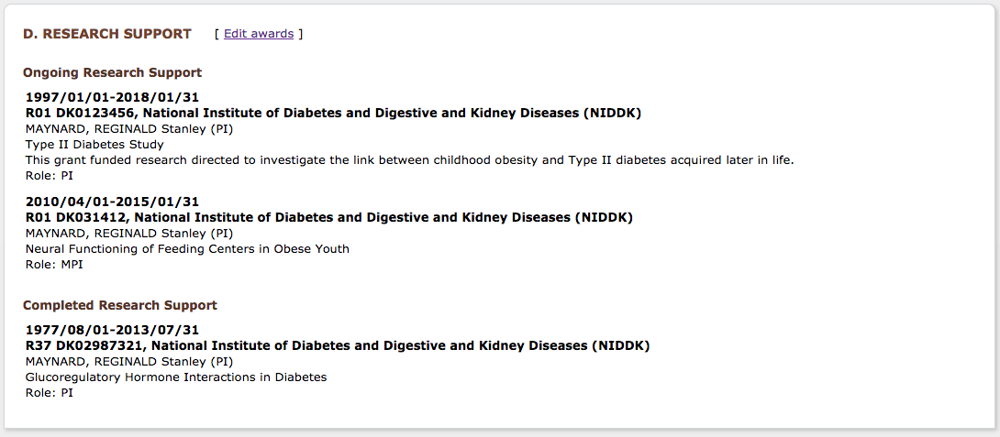 D. RESEARCH SUPPORT [ Edit awards ]
Ongoing Research Support
1997/01/01-2018/01/31
R01 DK0123456, National Institute of Diabetes and Digestive and Kidney Diseases (NIDDK)
MAYNARD, REGINALD Stanley (PI)
Type II Diabetes Study
This grant funded research directed to investigate the link between childhood obesity and Type II diabetes acquired later in life.
Role: PI
2010/04/01-2015/01/31
R01 DK031412, National Institute of Diabetes and Digestive and Kidney Diseases (NIDDK)
MAYNARD, REGINALD Stanley (PI)
Neural Functioning of Feeding Centers in Obese Youth
Role: MPI
Completed Research Support
1977/08/01-2013/07/31
R37 DK02987321, National Institute of Diabetes and Digestive and Kidney Diseases (NIDDK)
MAYNARD, REGINALD Stanley (PI)
Glucoregulatory Hormone Interactions in Diabetes
Role: PI